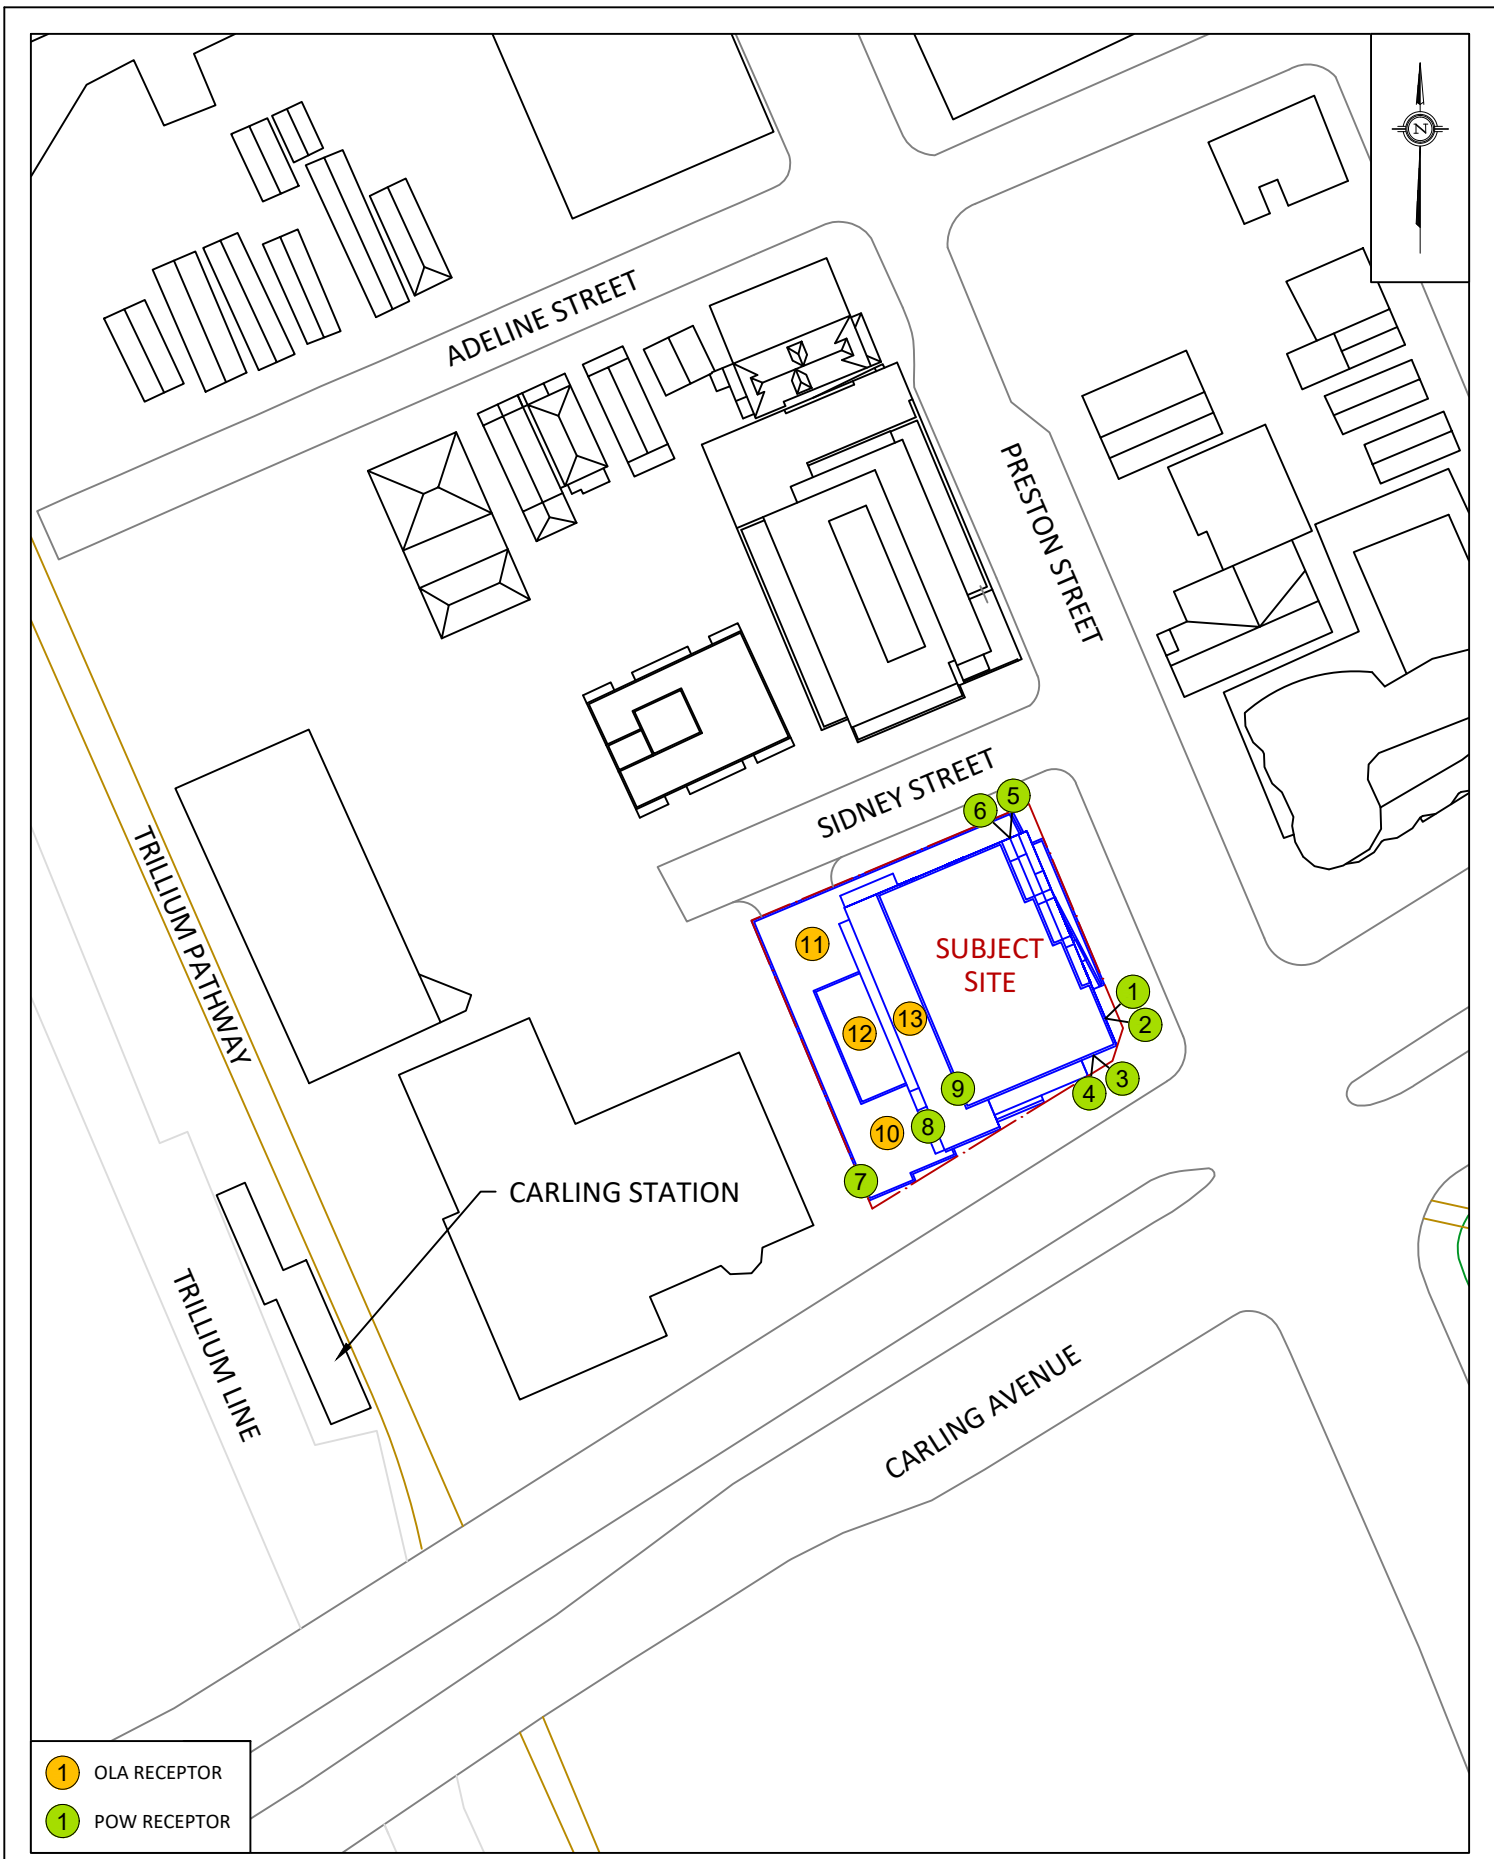 N
ADELINE STREET
PRESTON STREET
SIDNEY STREET
5
6
TRILLIUM PATHWAY
11
SUBJECT
SITE
1
13
2
12
3
9
4
8
10
7
CARLING STATION
TRILLIUM LINE
CARLING AVENUE
1 OLA RECEPTOR
1 POW RECEPTOR